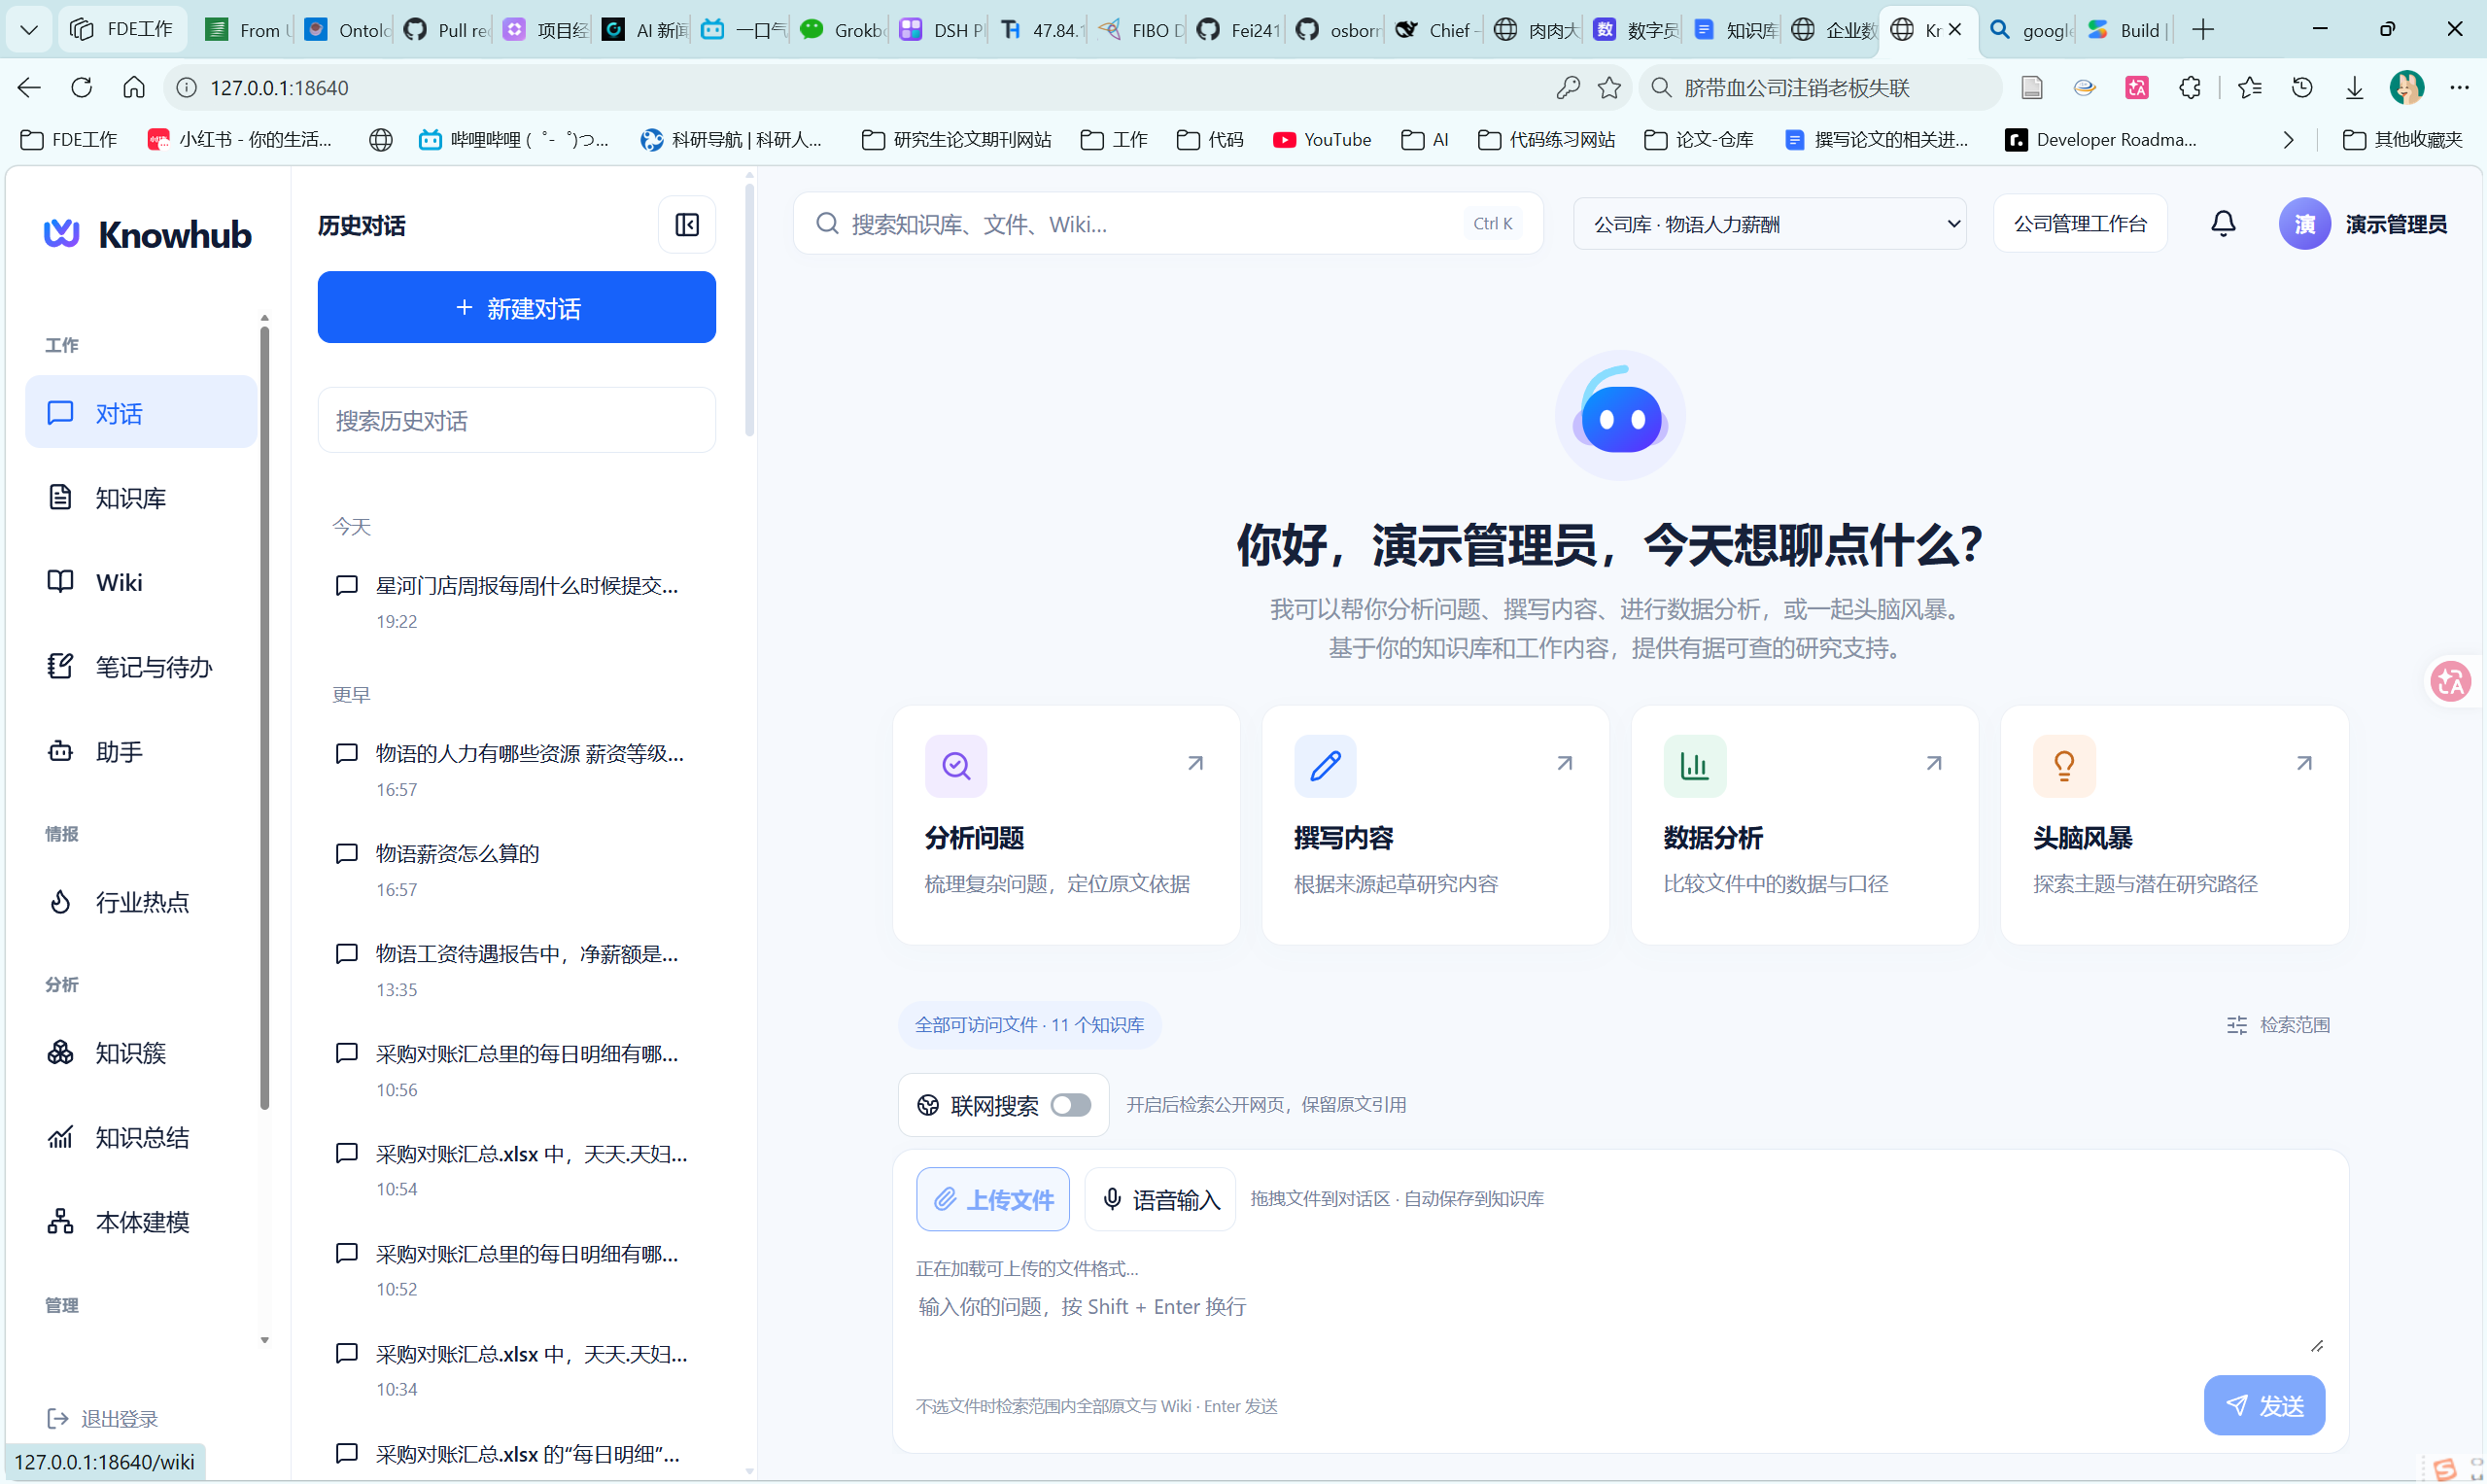 FDE工作
From
Ontolo
Pull re
项目经
AI 新闻
一口气
Grokb
DSH P
47.84.1
FIBO D
Fei241
osborr
Chief
肉肉大
数字员
知识库
企业数
Kr
google
Build |
127.0.0.1:18640
脐带血公司注销老板失联
FDE工作
小红书 - 你的生活...
哔哩哔哩 ( ゜- ゜)つ...
科研导航 | 科研人...
研究生论文期刊网站
工作
代码
YouTube
AI
代码练习网站
论文-仓库
撰写论文的相关进...
Developer Roadma...
其他收藏夹
Knowhub
工作
对话
知识库
Wiki
笔记与待办
助手
情报
行业热点
分析
知识簇
知识总结
本体建模
管理
退出登录
127.0.0.1:18640/wiki
历史对话
+ 新建对话
搜索历史对话
今天
星河门店周报每周什么时候提交...
19:22
更早
物语的人力有哪些资源 薪资等级...
16:57
物语薪资怎么算的
16:57
物语工资待遇报告中，净薪额是...
13:35
采购对账汇总里的每日明细有哪...
10:56
采购对账汇总.xlsx 中，天天.天妇...
10:54
采购对账汇总里的每日明细有哪...
10:52
采购对账汇总.xlsx 中，天天.天妇...
10:34
采购对账汇总.xlsx 的“每日明细”...
搜索知识库、文件、Wiki...
Ctrl K
公司库 · 物语人力薪酬
公司管理工作台
演
演示管理员
你好，演示管理员，今天想聊点什么？
我可以帮你分析问题、撰写内容、进行数据分析，或一起头脑风暴。
基于你的知识库和工作内容，提供有据可查的研究支持。
分析问题
梳理复杂问题，定位原文依据
撰写内容
根据来源起草研究内容
数据分析
比较文件中的数据与口径
头脑风暴
探索主题与潜在研究路径
全部可访问文件 · 11 个知识库
检索范围
联网搜索
开启后检索公开网页，保留原文引用
上传文件
语音输入
拖拽文件到对话区 · 自动保存到知识库
正在加载可上传的文件格式...
输入你的问题，按 Shift + Enter 换行
不选文件时检索范围内全部原文与 Wiki · Enter 发送
发送